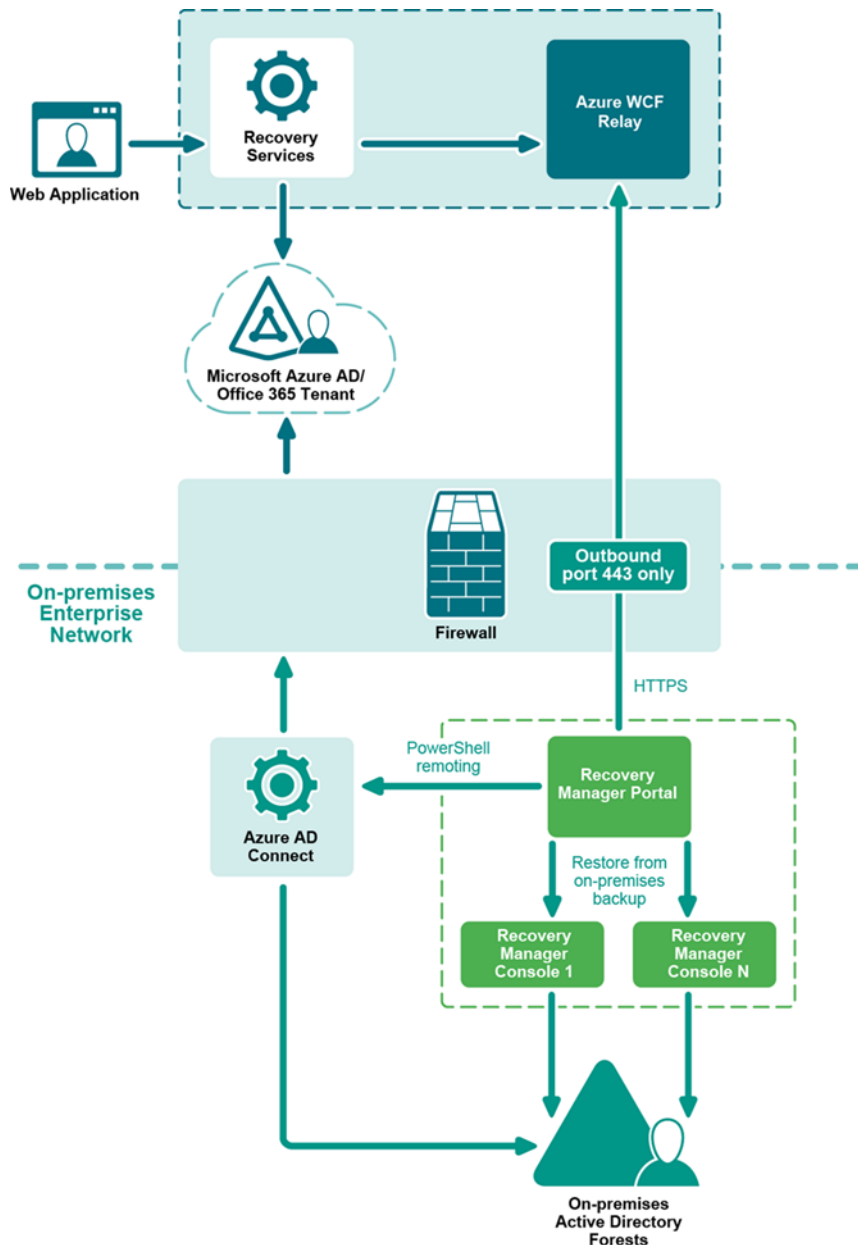 Recovery
Services
Azure WCF
Relay
Web Application
Microsoft Azure AD/
Office 365 Tenant
Outbound
port 443 only
On-premises
Enterprise
Network
Firewall
HTTPS
PowerShell
remoting
Recovery
Manager Portal
Azure AD
Connect
Restore from
on-premises
backup
Recovery
Manager
Console 1
Recovery
Manager
Console N
On-premises
Active Directory
Forests